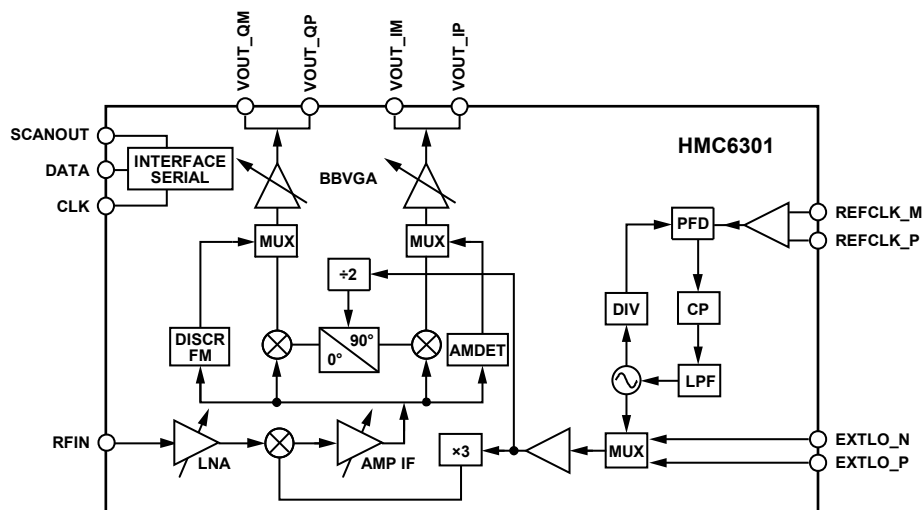 VOUT_QM
VOUT_QP
VOUT_IM
VOUT_IP
SCANOUT
DATA
CLK
INTERFACE
SERIAL
BBVGA
HMC6301
MUX
MUX
÷2
PFD
REFCLK_M
REFCLK_P
DIV
CP
DISCR
FM
90°
0°
AMDET
LPF
RFIN
LNA
AMP IF
×3
MUX
EXTLO_N
EXTLO_P